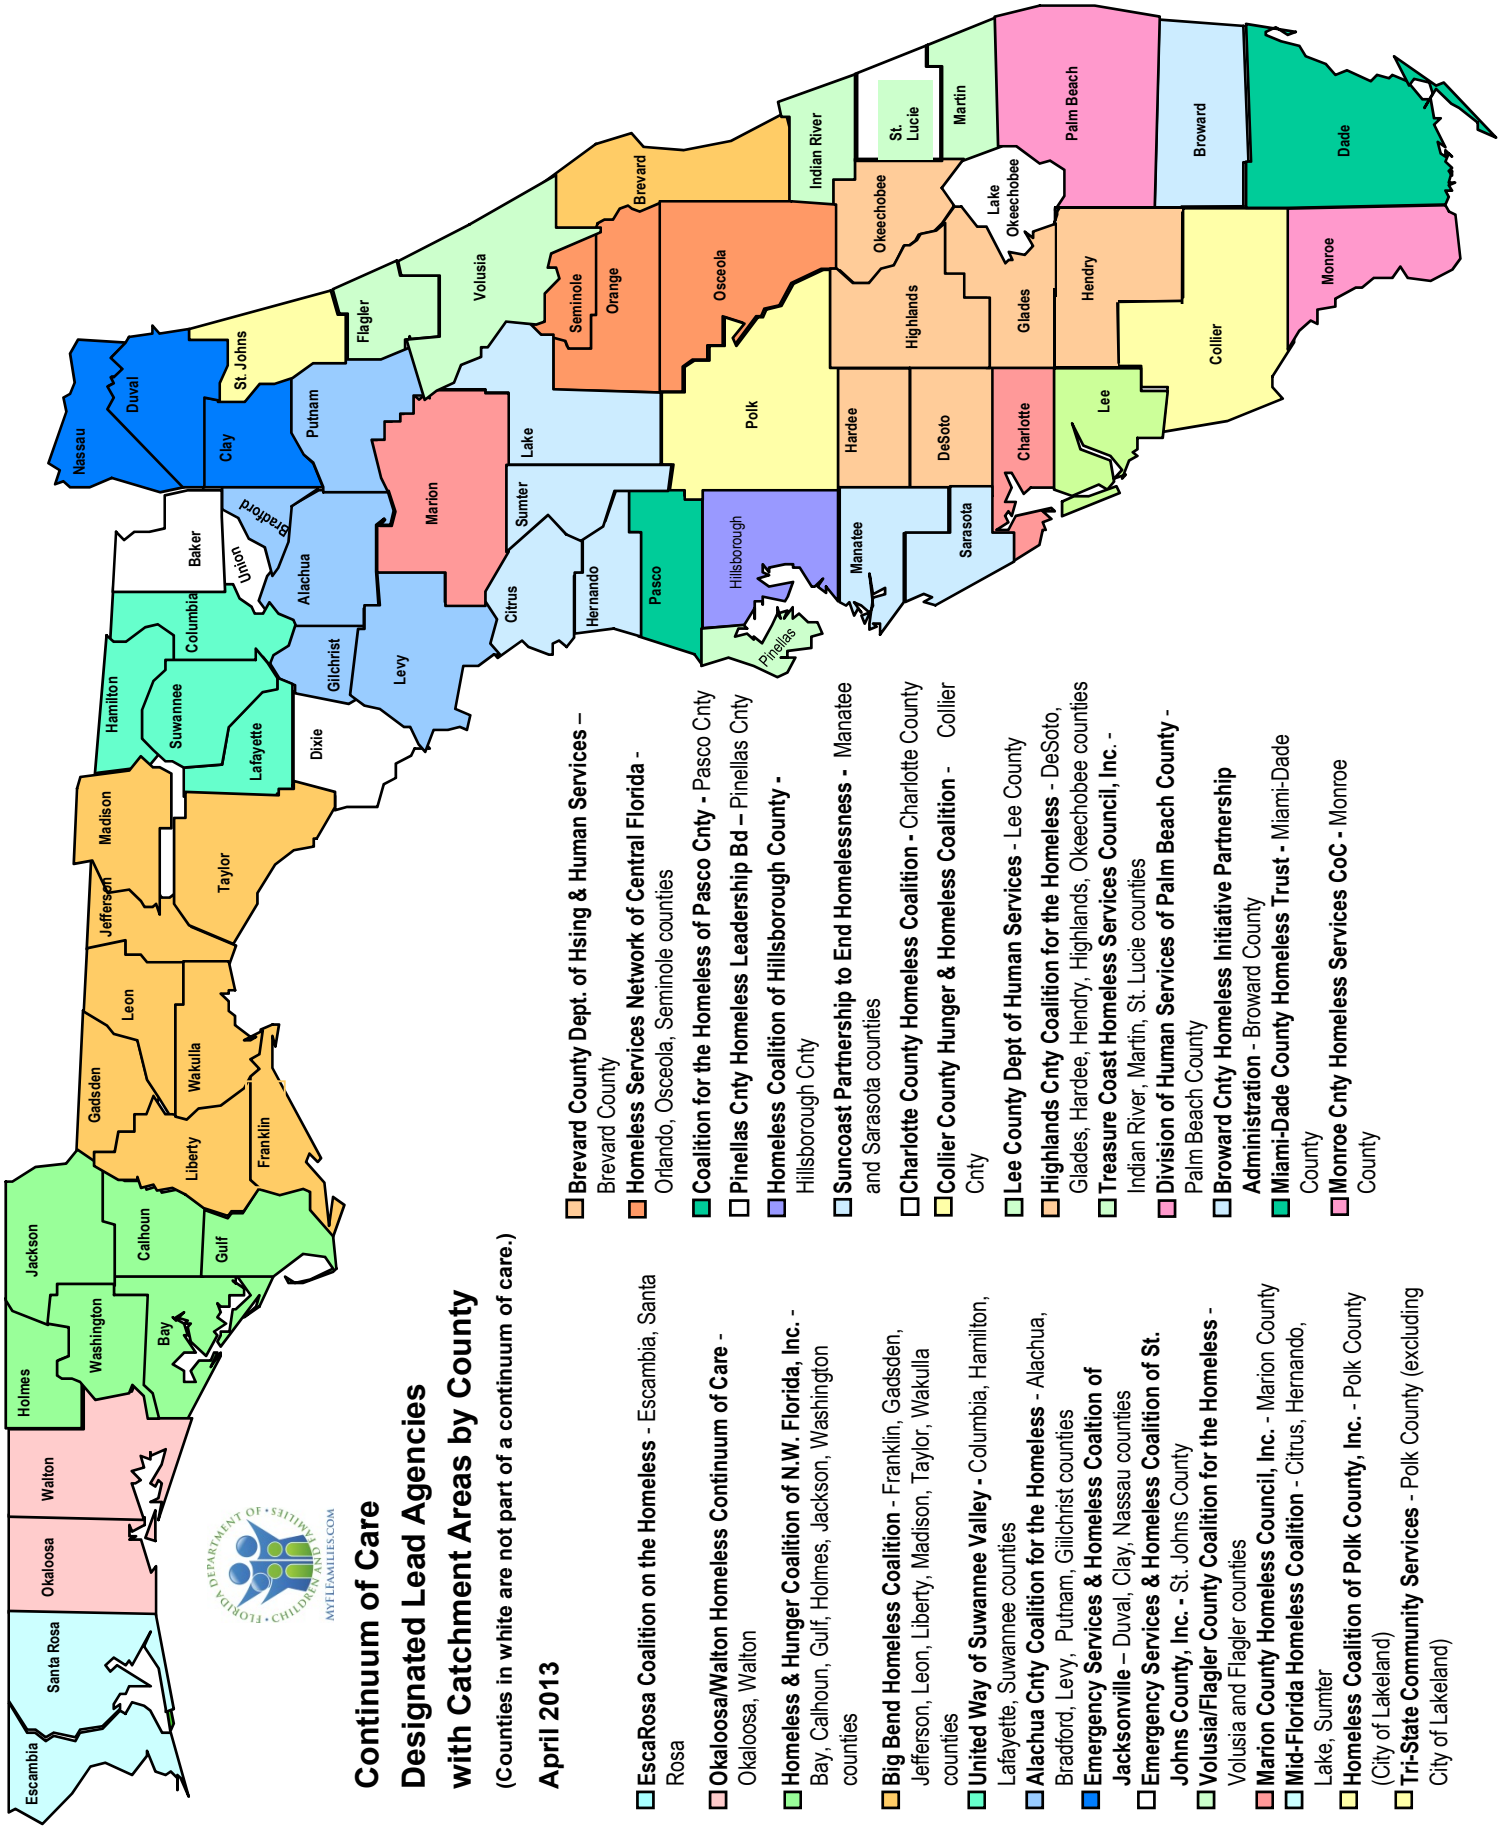 Continuum of Care
Designated Lead Agencies
with Catchment Areas by County
(Counties in white are not part of a continuum of care.)
April 2013
FLORIDA DEPARTMENT OF • CHILDREN AND FAMILIES •
MYFLFAMILIES.COM
Escambia
Santa Rosa
Okaloosa
Walton
Holmes
Washington
Bay
Jackson
Calhoun
Gulf
Gadsden
Liberty
Franklin
Leon
Wakulla
Jefferson
Madison
Taylor
Hamilton
Suwannee
Lafayette
Columbia
Dixie
Gilchrist
Levy
Baker
Union
Bradford
Alachua
Nassau
Duval
Clay
St. Johns
Putnam
Flagler
Volusia
Marion
Citrus
Sumter
Lake
Hernando
Pasco
Seminole
Orange
Osceola
Brevard
Hillsborough
Pinellas
Polk
Manatee
Sarasota
Hardee
DeSoto
Highlands
Okeechobee
Indian River
St.
Lucie
Martin
Charlotte
Glades
Lake
Okeechobee
Lee
Hendry
Palm Beach
Collier
Broward
Monroe
Dade
EscaRosa Coalition on the Homeless - Escambia, Santa
Rosa
Okaloosa/Walton Homeless Continuum of Care -
Okaloosa, Walton
Homeless & Hunger Coalition of N.W. Florida, Inc. -
Bay, Calhoun, Gulf, Holmes, Jackson, Washington
counties
Big Bend Homeless Coalition - Franklin, Gadsden,
Jefferson, Leon, Liberty, Madison, Taylor, Wakulla
counties
United Way of Suwannee Valley - Columbia, Hamilton,
Lafayette, Suwannee counties
Alachua Cnty Coalition for the Homeless - Alachua,
Bradford, Levy, Putnam, Gilchrist counties
Emergency Services & Homeless Coaltion of
Jacksonville – Duval, Clay, Nassau counties
Emergency Services & Homeless Coalition of St.
Johns County, Inc. - St. Johns County
Volusia/Flagler County Coalition for the Homeless -
Volusia and Flagler counties
Marion County Homeless Council, Inc. - Marion County
Mid-Florida Homeless Coalition - Citrus, Hernando,
Lake, Sumter
Homeless Coalition of Polk County, Inc. - Polk County
(City of Lakeland)
Tri-State Community Services - Polk County (excluding
City of Lakeland)
Brevard County Dept. of Hsing & Human Services –
Brevard County
Homeless Services Network of Central Florida -
Orlando, Osceola, Seminole counties
Coalition for the Homeless of Pasco Cnty - Pasco Cnty
Pinellas Cnty Homeless Leadership Bd – Pinellas Cnty
Homeless Coalition of Hillsborough County -
Hillsborough Cnty
Suncoast Partnership to End Homelessness - Manatee
and Sarasota counties
Charlotte County Homeless Coalition - Charlotte County
Collier County Hunger & Homeless Coalition - Collier
Cnty
Lee County Dept of Human Services - Lee County
Highlands Cnty Coalition for the Homeless - DeSoto,
Glades, Hardee, Hendry, Highlands, Okeechobee counties
Treasure Coast Homeless Services Council, Inc. -
Indian River, Martin, St. Lucie counties
Division of Human Services of Palm Beach County -
Palm Beach County
Broward Cnty Homeless Initiative Partnership
Administration - Broward County
Miami-Dade County Homeless Trust - Miami-Dade
County
Monroe Cnty Homeless Services CoC - Monroe
County